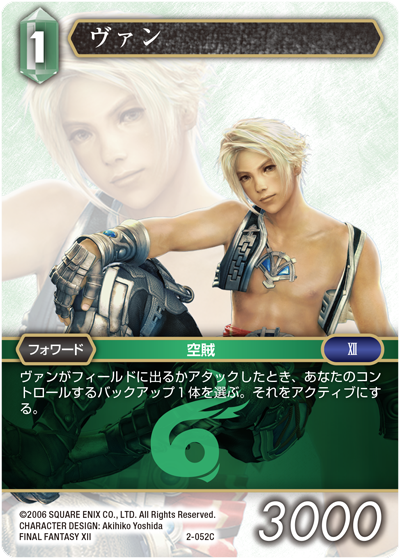 1
ヴァン
フォワード
空賊
XII
ヴァンがフィールドに出るかアタックしたとき、あなたのコント
ロールするバックアップ1体を選ぶ。それをアクティブにす
る。
©2006 SQUARE ENIX CO., LTD. All Rights Reserved.
CHARACTER DESIGN: Akihiko Yoshida
FINAL FANTASY XII
2-052C
3000